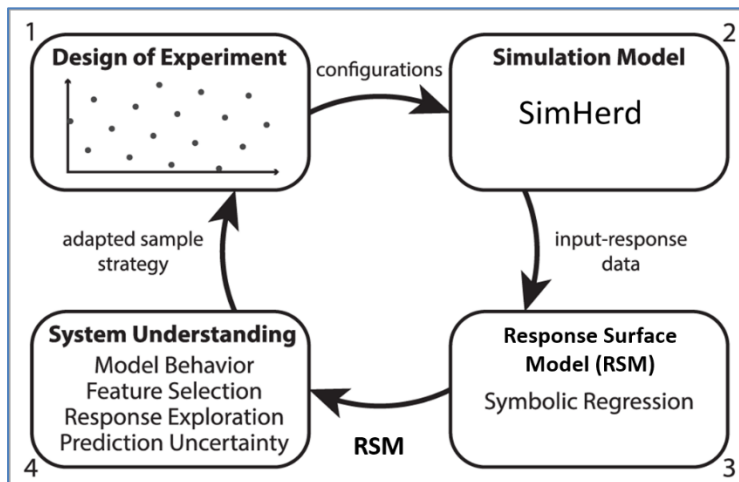 1
Design of Experiment
configurations
2
Simulation Model
SimHerd
adapted sample
strategy
input-response
data
System Understanding
Model Behavior
Feature Selection
Response Exploration
Prediction Uncertainty
4
RSM
Response Surface
Model (RSM)
Symbolic Regression
3